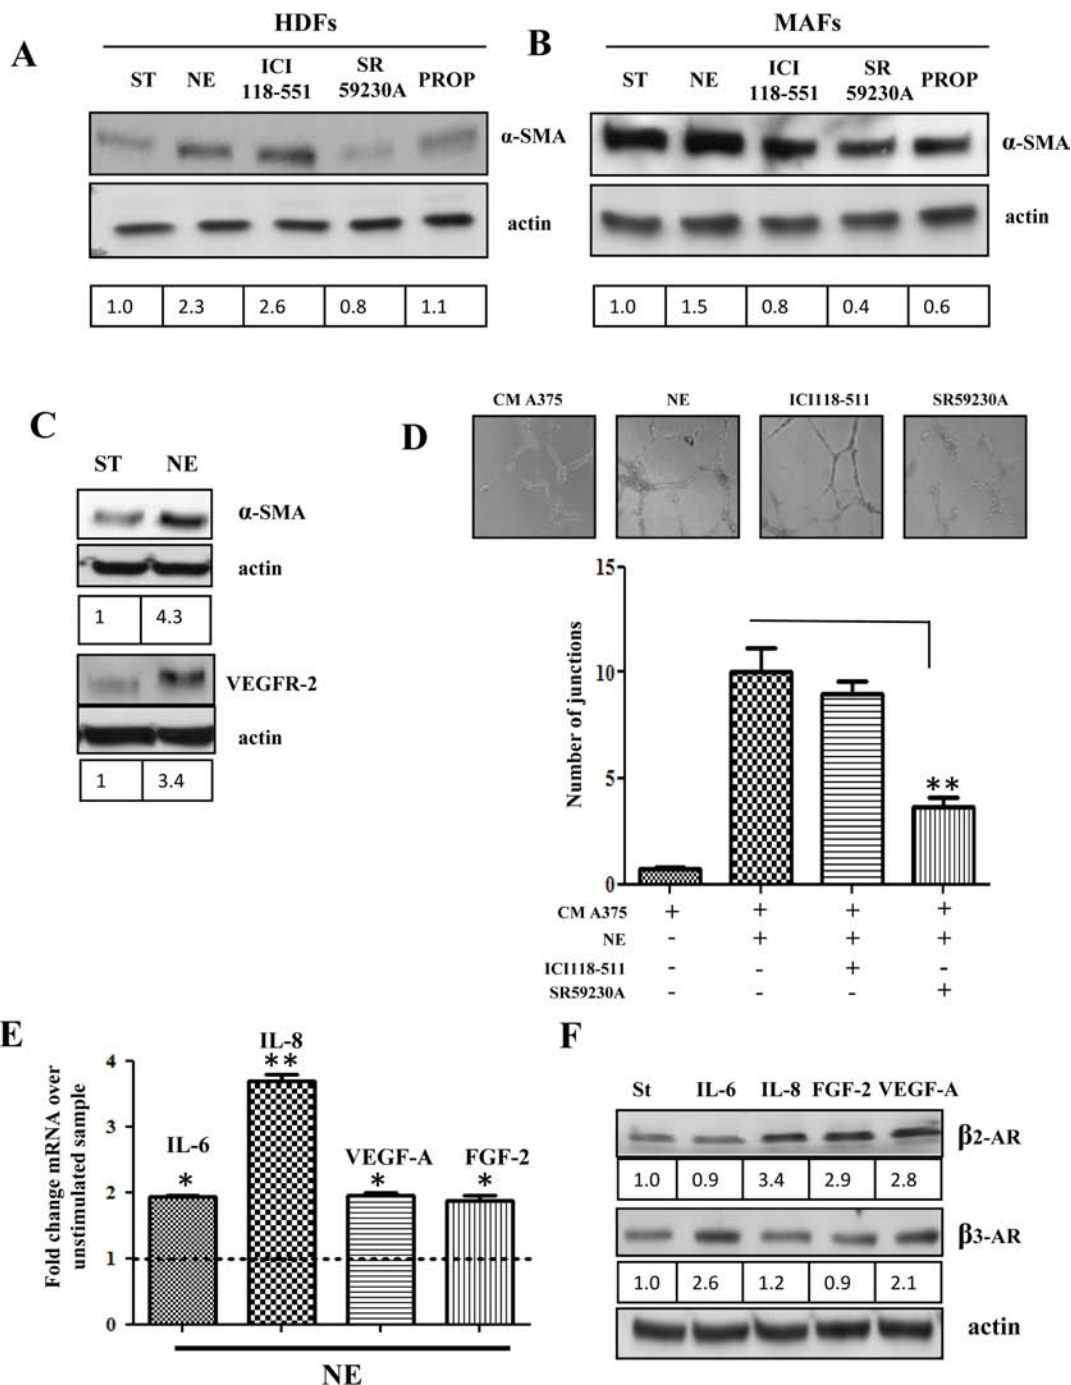 A
HDFs
ST NE ICI 118-551 SR 59230A PROP
α-SMA
actin
1.0 2.3 2.6 0.8 1.1
B
MAFs
ST NE ICI 118-551 SR 59230A PROP
α-SMA
actin
1.0 1.5 0.8 0.4 0.6
C
ST NE
α-SMA
actin
1 4.3
VEGFR-2
actin
1 3.4
D
CM A375 NE ICI118-511 SR59230A
15
10
5
0
Number of junctions
**
CM A375 + + + +
NE - + + +
ICI118-511 - - + -
SR59230A - - - +
E
Fold change mRNA over
unstimulated sample
4
3
2
1
0
IL-6
*
IL-8
**
VEGF-A
*
FGF-2
*
NE
F
St IL-6 IL-8 FGF-2 VEGF-A
β2-AR
1.0 0.9 3.4 2.9 2.8
β3-AR
1.0 2.6 1.2 0.9 2.1
actin